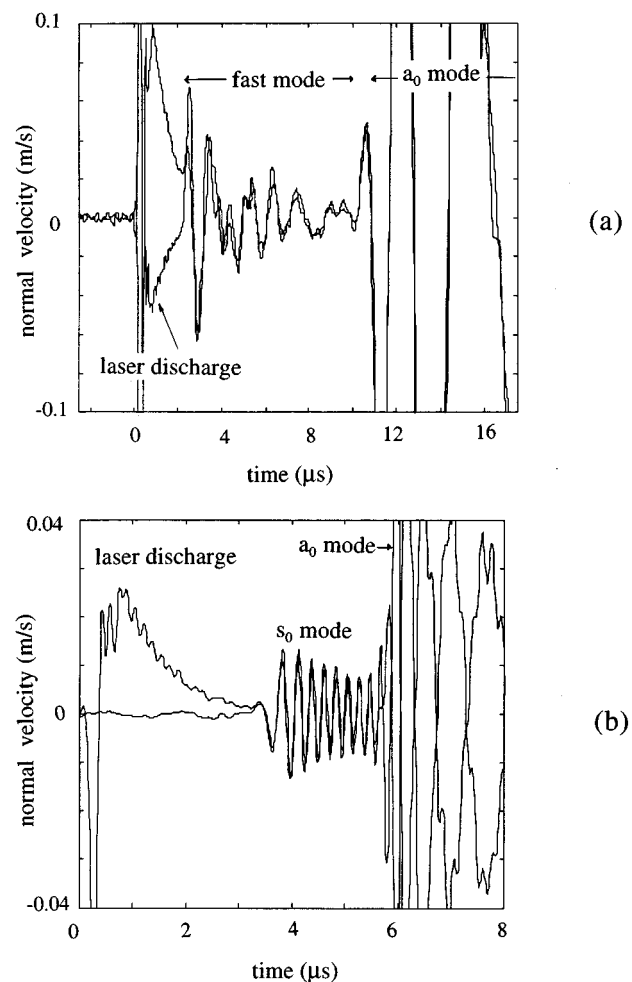 0.1
fast mode
a₀ mode
0
normal velocity (m/s)
(a)
laser discharge
-0.1
0 4 8 12 16
time (μs)
0.04
laser discharge
a₀ mode
s₀ mode
0
normal velocity (m/s)
(b)
-0.04
0 2 4 6 8
time (μs)